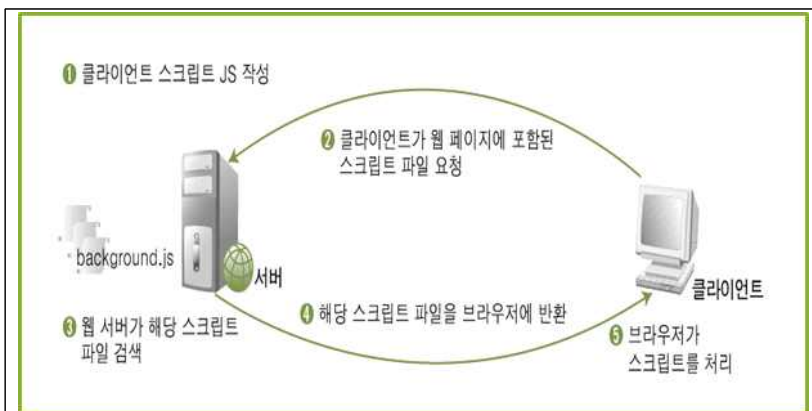 ❶ 클라이언트 스크립트 JS 작성
❷ 클라이언트가 웹 페이지에 포함된
스크립트 파일 요청
background.js
서버
클라이언트
❸ 웹 서버가 해당 스크립트
파일 검색
❹ 해당 스크립트 파일을 브라우저에 반환
❺ 브라우저가
스크립트를 처리